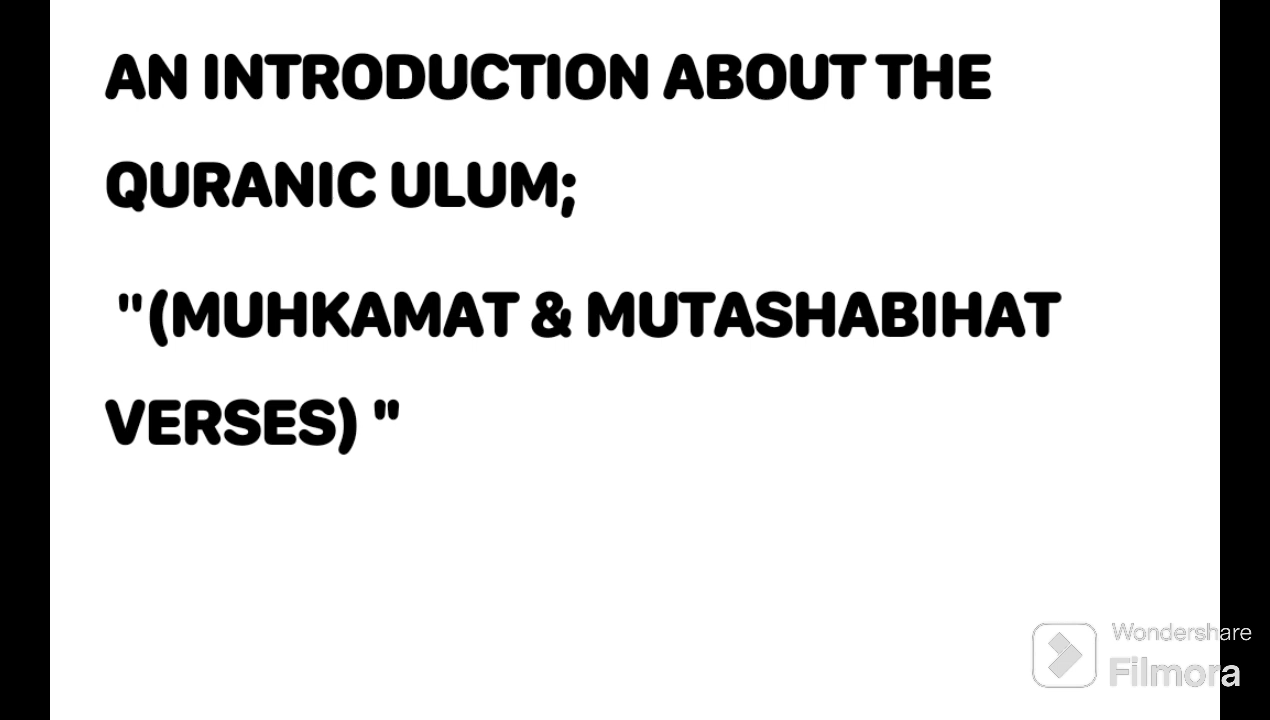 AN INTRODUCTION ABOUT THE
QURANIC ULUM;
"(MUHKAMAT & MUTASHABIHAT
VERSES) "
Wondershare
Filmora